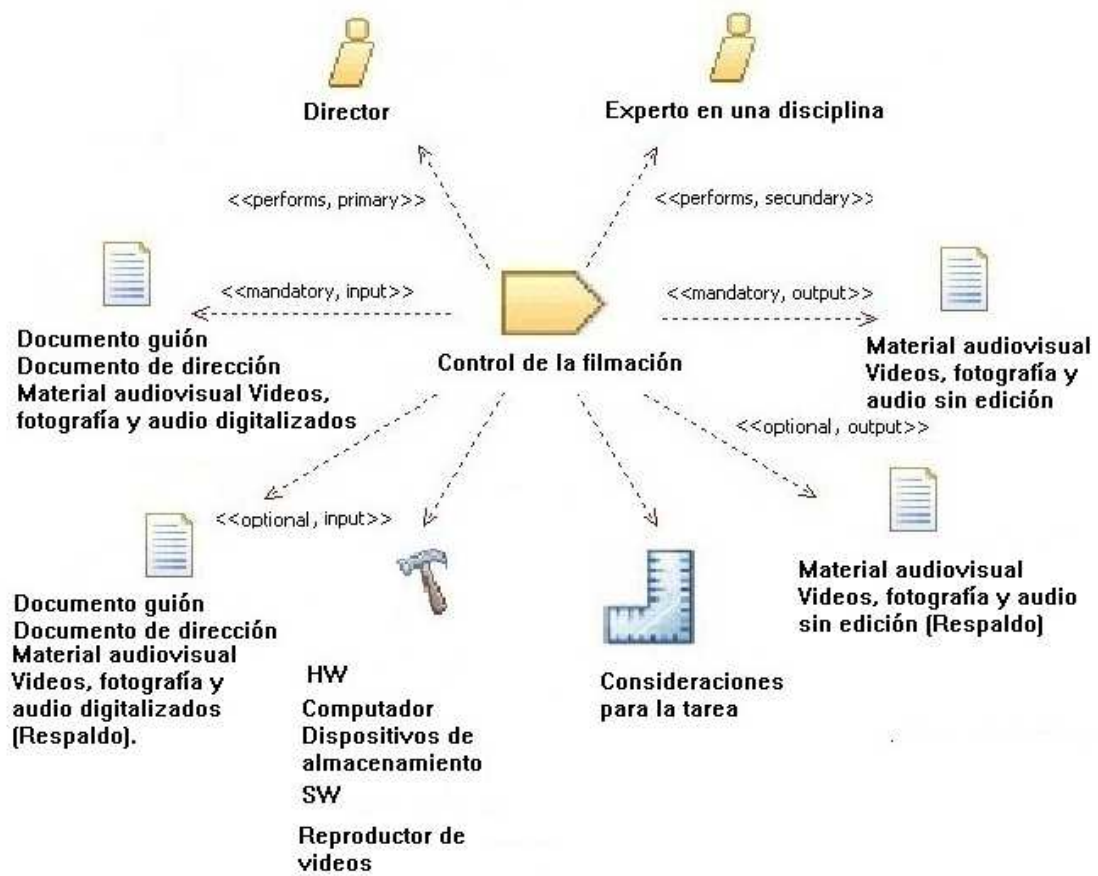 Director
Experto en una disciplina
<<performs, primary>>
<<performs, secundary>>
<<mandatory, input>>
<<mandatory, output>>
Documento guión
Documento de dirección
Material audiovisual Videos,
fotografía y audio digitalizados
Control de la filmación
Material audiovisual
Videos, fotografía y
audio sin edición
<<optional, output>>
<<optional, input>>
Documento guión
Documento de dirección
Material audiovisual
Videos, fotografía y
audio digitalizados
(Respaldo).
HW
Computador
Dispositivos de
almacenamiento
SW
Reproductor de
videos
Consideraciones
para la tarea
Material audiovisual
Videos, fotografía y audio
sin edición (Respaldo)